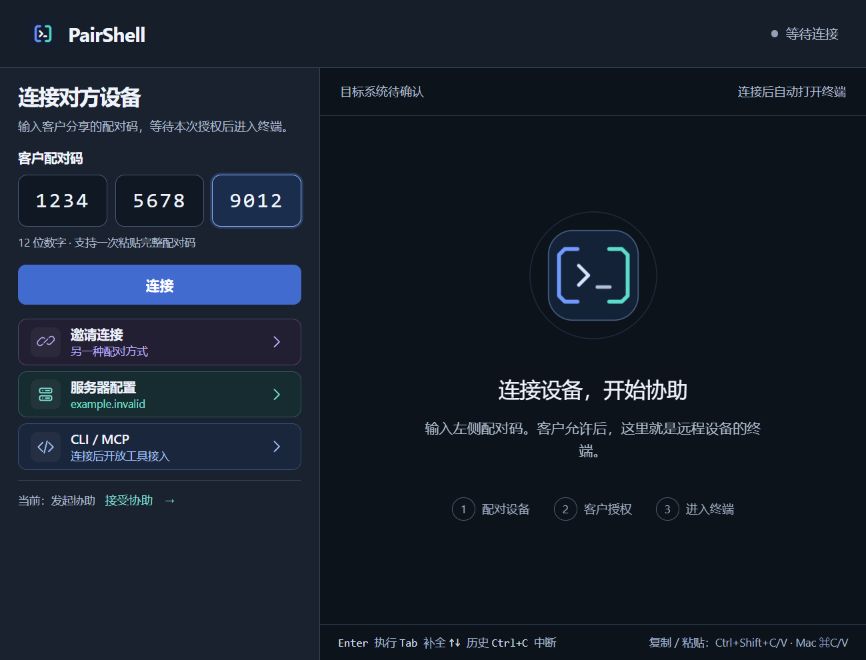 PairShell
等待连接
连接对方设备
输入客户分享的配对码，等待本次授权后进入终端。
客户配对码
1234 5678 9012
12 位数字 · 支持一次粘贴完整配对码
连接
邀请连接
另一种配对方式
服务器配置
example.invalid
CLI / MCP
连接后开放工具接入
当前：发起协助 接受协助 →
目标系统待确认
连接后自动打开终端
>_
连接设备，开始协助
输入左侧配对码。客户允许后，这里就是远程设备的终
端。
1 配对设备 2 客户授权 3 进入终端
Enter 执行 Tab 补全 ↑↓ 历史 Ctrl+C 中断
复制 / 粘贴：Ctrl+Shift+C/V · Mac ⌘C/V